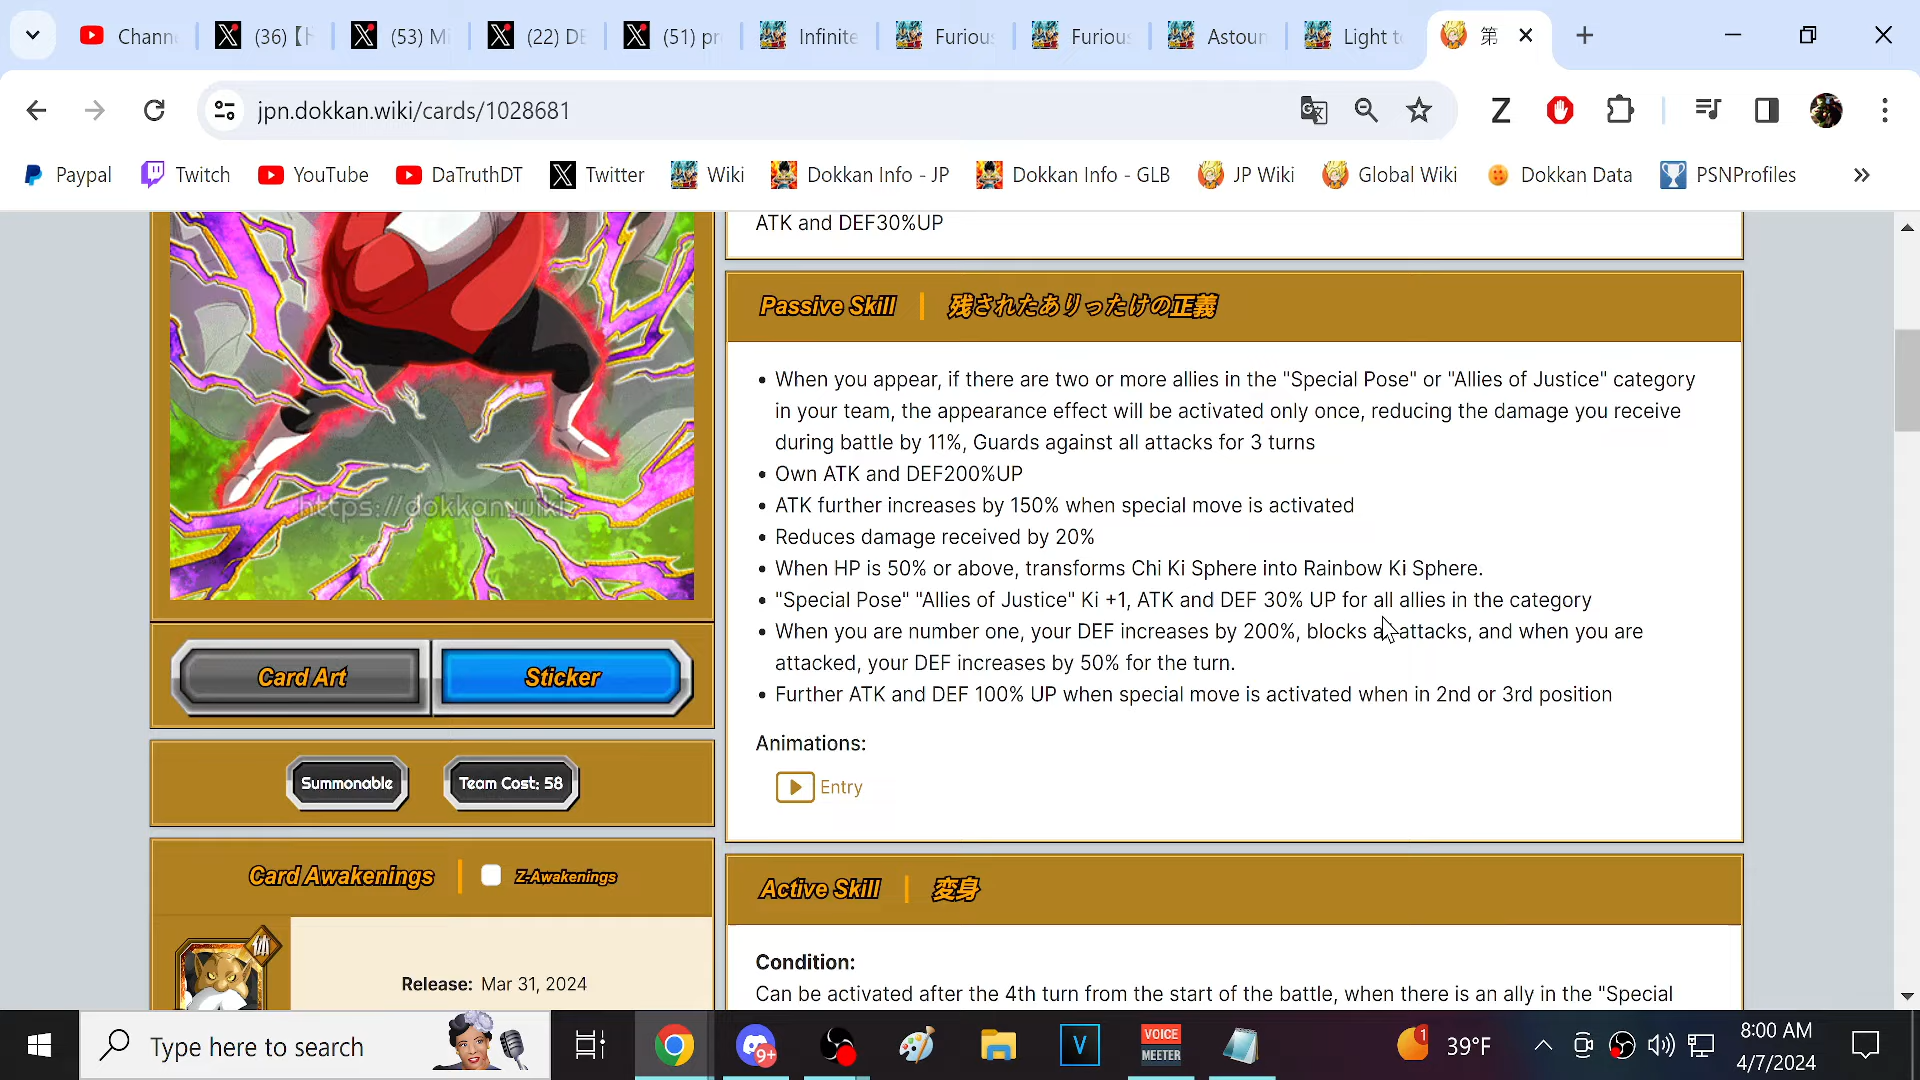 Chann
(36)【
(53) Mi
(22) DB
(51) pr
Infinite
Furious
Furious
Astoun
Light to
第
jpn.dokkan.wiki/cards/1028681
Paypal
Twitch
YouTube
DaTruthDT
Twitter
Wiki
Dokkan Info - JP
Dokkan Info - GLB
JP Wiki
Global Wiki
Dokkan Data
PSNProfiles
»
ATK and DEF30%UP
Passive Skill | 残されたありったけの正義
• When you appear, if there are two or more allies in the "Special Pose" or "Allies of Justice" category
in your team, the appearance effect will be activated only once, reducing the damage you receive
during battle by 11%, Guards against all attacks for 3 turns
• Own ATK and DEF200%UP
• ATK further increases by 150% when special move is activated
• Reduces damage received by 20%
• When HP is 50% or above, transforms Chi Ki Sphere into Rainbow Ki Sphere.
• "Special Pose" "Allies of Justice" Ki +1, ATK and DEF 30% UP for all allies in the category
• When you are number one, your DEF increases by 200%, blocks a attacks, and when you are
attacked, your DEF increases by 50% for the turn.
• Further ATK and DEF 100% UP when special move is activated when in 2nd or 3rd position
Animations:
Entry
https://dokkan.wiki
Card Art
Sticker
Summonable
Team Cost: 58
Card Awakenings | Z-Awakenings
体
Release: Mar 31, 2024
Active Skill | 変身
Condition:
Can be activated after the 4th turn from the start of the battle, when there is an ally in the "Special
Type here to search
9+
V
VOICE
MEETER
1
39°F
8:00 AM
4/7/2024